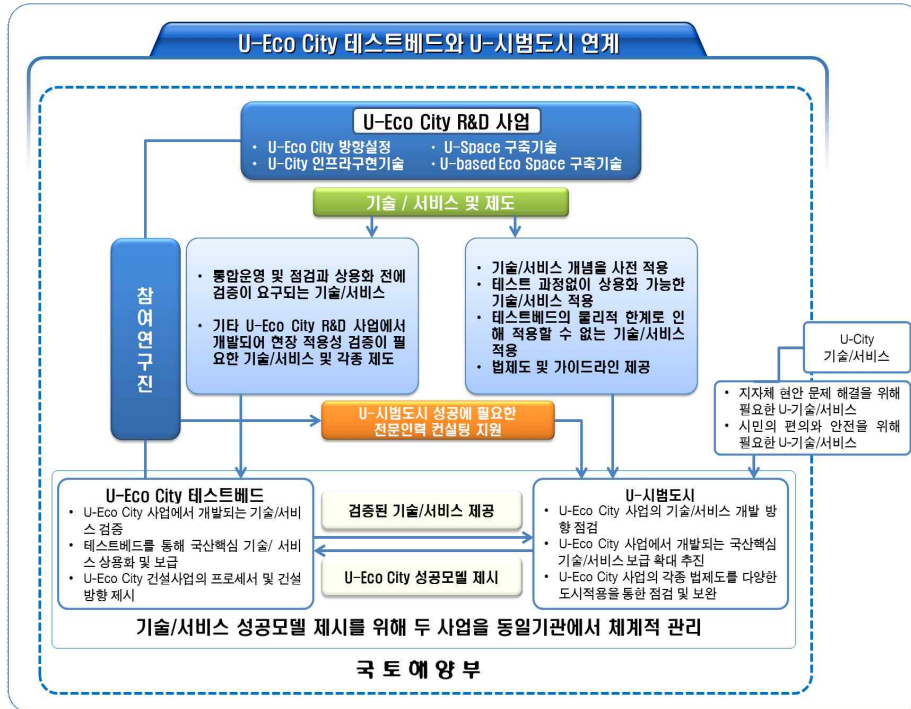 U-Eco City 테스트베드와 U-시범도시 연계
U-Eco City R&D 사업
• U-Eco City 방향설정
• U-Space 구축기술
• U-City 인프라구현기술
• U-based Eco Space 구축기술
기술 / 서비스 및 제도
참여연구진
• 통합운영 및 점검과 상용화 전에
검증이 요구되는 기술/서비스
• 기타 U-Eco City R&D 사업에서
개발되어 현장 적용성 검증이 필
요한 기술/서비스 및 각종 제도
• 기술/서비스 개념을 사전 적용
• 테스트 과정없이 상용화 가능한
기술/서비스 적용
• 테스트베드의 물리적 한계로 인
해 적용할 수 없는 기술/서비스
적용
• 법제도 및 가이드라인 제공
U-City
기술/서비스
• 지자체 현안 문제 해결을 위해
필요한 U-기술/서비스
• 시민의 편의와 안전을 위해
필요한 U-기술/서비스
U-시범도시 성공에 필요한
전문인력 컨설팅 지원
U-Eco City 테스트베드
• U-Eco City 사업에서 개발되는 기술/서비
스 검증
• 테스트베드를 통해 국산핵심 기술/ 서비
스 상용화 및 보급
• U-Eco City 건설사업의 프로세서 및 건설
방향 제시
검증된 기술/서비스 제공
U-Eco City 성공모델 제시
U-시범도시
• U-Eco City 사업의 기술/서비스 개발 방
향 점검
• U-Eco City 사업에서 개발되는 국산핵심
기술/서비스 보급 확대 추진
• U-Eco City 사업의 각종 법제도를 다양한
도시적용을 통한 점검 및 보완
기술/서비스 성공모델 제시를 위해 두 사업을 동일기관에서 체계적 관리
국 토 해 양 부